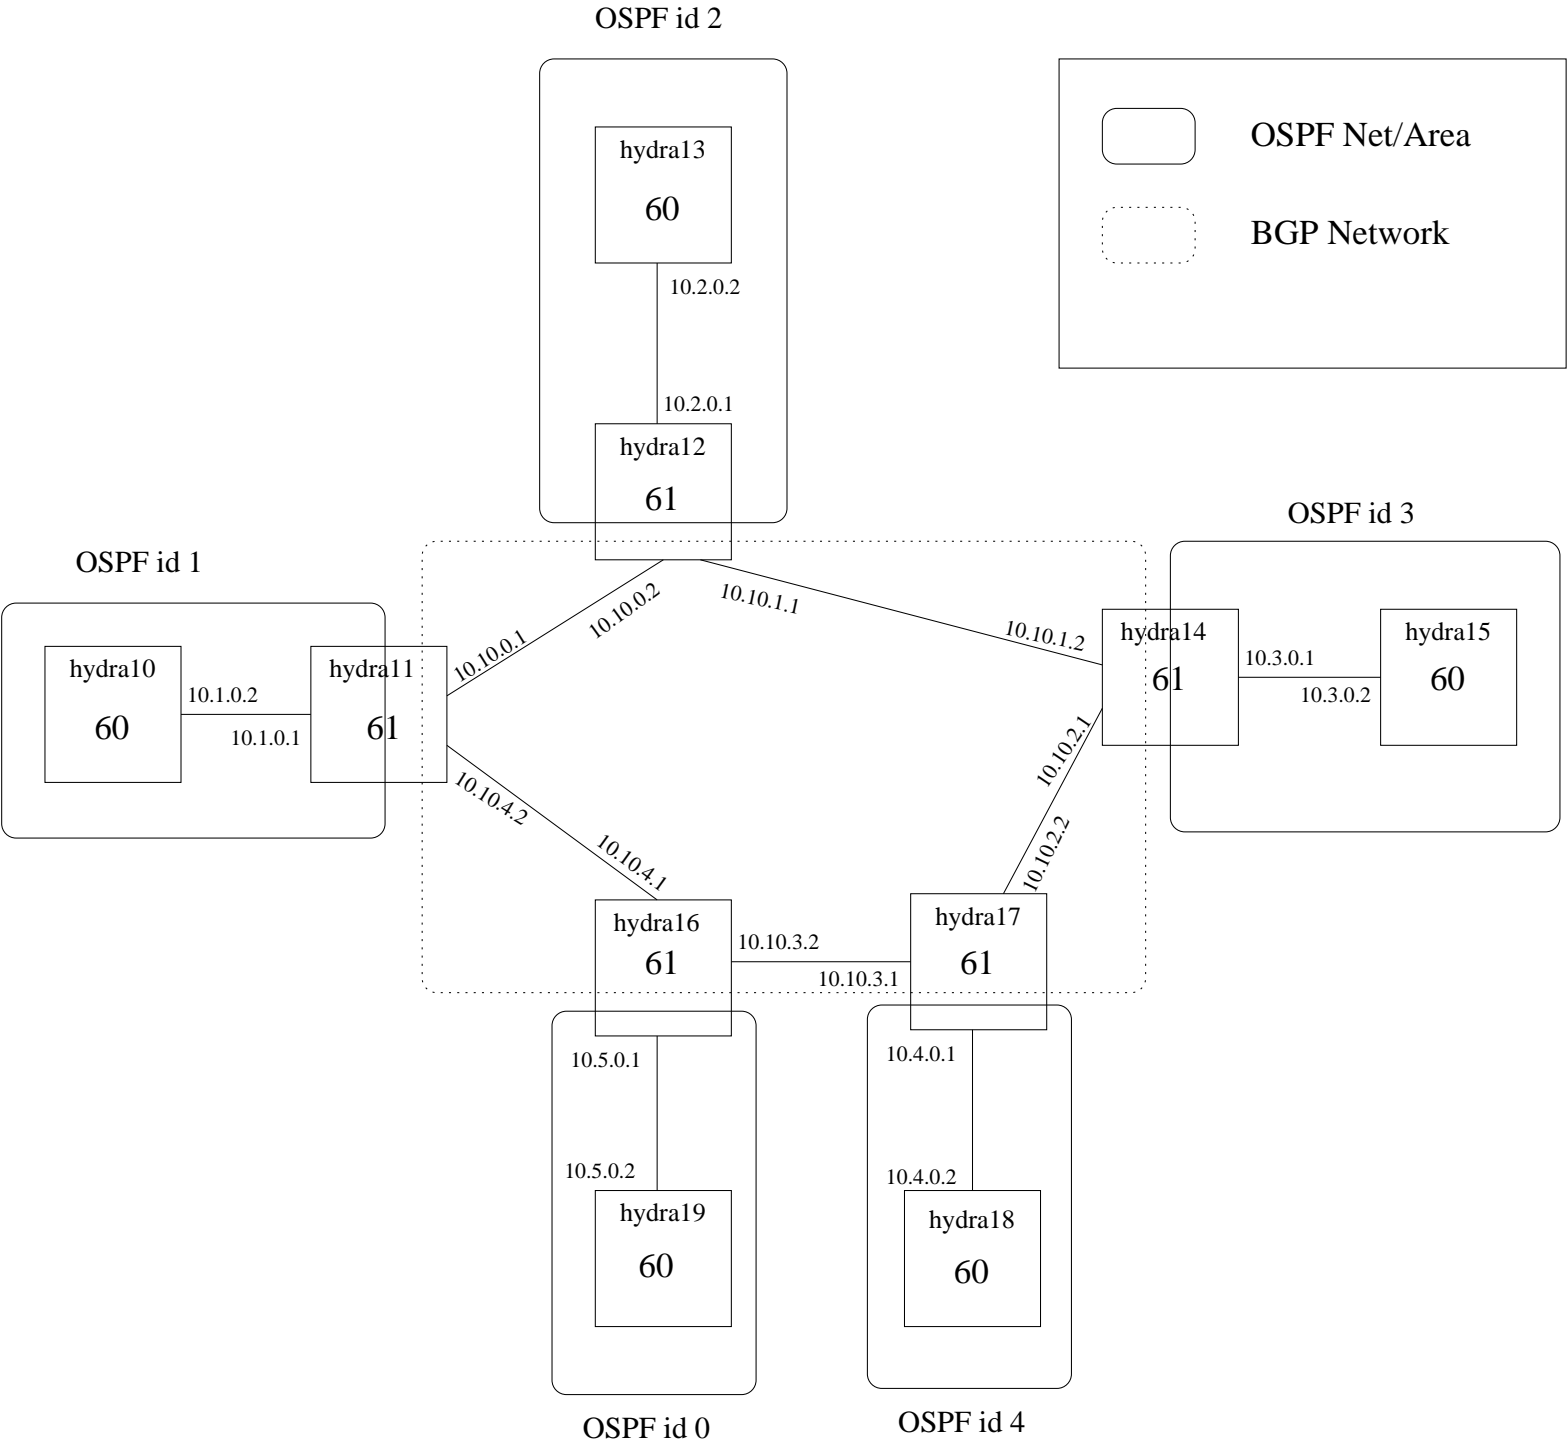 OSPF id 2
hydra13
60
10.2.0.2
10.2.0.1
hydra12
61
OSPF Net/Area
BGP Network
OSPF id 1
hydra10
60
10.1.0.2
10.1.0.1
hydra11
61
10.10.0.1
10.10.0.2
10.10.1.1
10.10.1.2
OSPF id 3
hydra14
61
10.3.0.1
10.3.0.2
hydra15
60
10.10.4.2
10.10.4.1
10.10.2.1
10.10.2.2
hydra16
61
10.10.3.2
10.10.3.1
hydra17
61
10.5.0.1
10.5.0.2
hydra19
60
OSPF id 0
10.4.0.1
10.4.0.2
hydra18
60
OSPF id 4